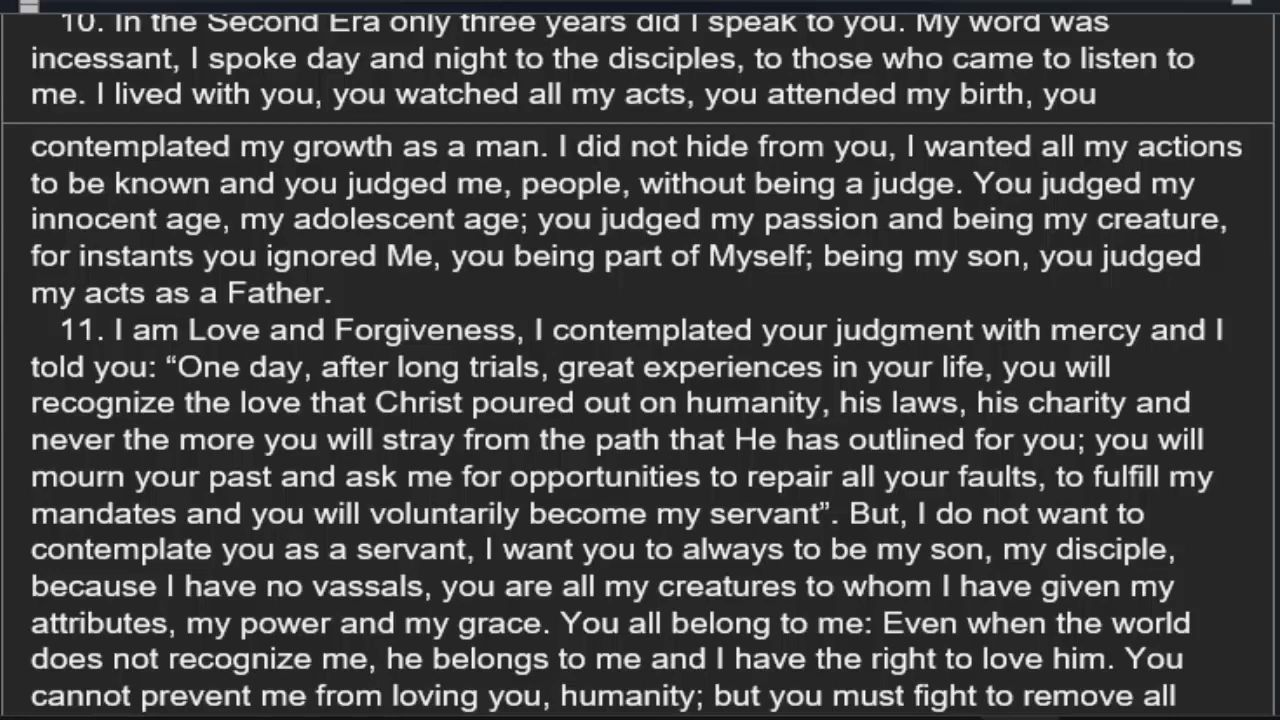 10. In the Second Era only three years did I speak to you. My word was
incessant, I spoke day and night to the disciples, to those who came to listen to
me. I lived with you, you watched all my acts, you attended my birth, you
contemplated my growth as a man. I did not hide from you, I wanted all my actions
to be known and you judged me, people, without being a judge. You judged my
innocent age, my adolescent age; you judged my passion and being my creature,
for instants you ignored Me, you being part of Myself; being my son, you judged
my acts as a Father.
11. I am Love and Forgiveness, I contemplated your judgment with mercy and I
told you: “One day, after long trials, great experiences in your life, you will
recognize the love that Christ poured out on humanity, his laws, his charity and
never the more you will stray from the path that He has outlined for you; you will
mourn your past and ask me for opportunities to repair all your faults, to fulfill my
mandates and you will voluntarily become my servant”. But, I do not want to
contemplate you as a servant, I want you to always to be my son, my disciple,
because I have no vassals, you are all my creatures to whom I have given my
attributes, my power and my grace. You all belong to me: Even when the world
does not recognize me, he belongs to me and I have the right to love him. You
cannot prevent me from loving you, humanity; but you must fight to remove all